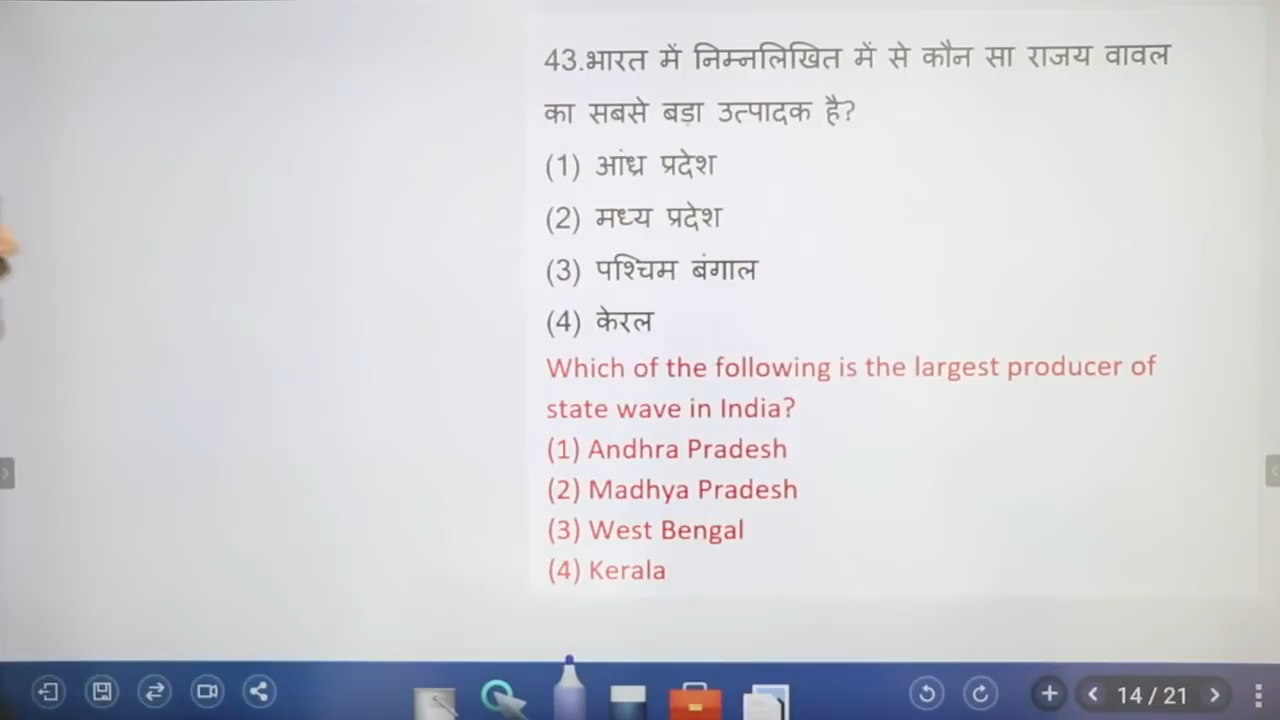 43.भारत में निम्नलिखित में से कौन सा राजय वावल
का सबसे बड़ा उत्पादक है?
(1) आंध्र प्रदेश
(2) मध्य प्रदेश
(3) पश्चिम बंगाल
(4) केरल
Which of the following is the largest producer of
state wave in India?
(1) Andhra Pradesh
(2) Madhya Pradesh
(3) West Bengal
(4) Kerala
14 / 21